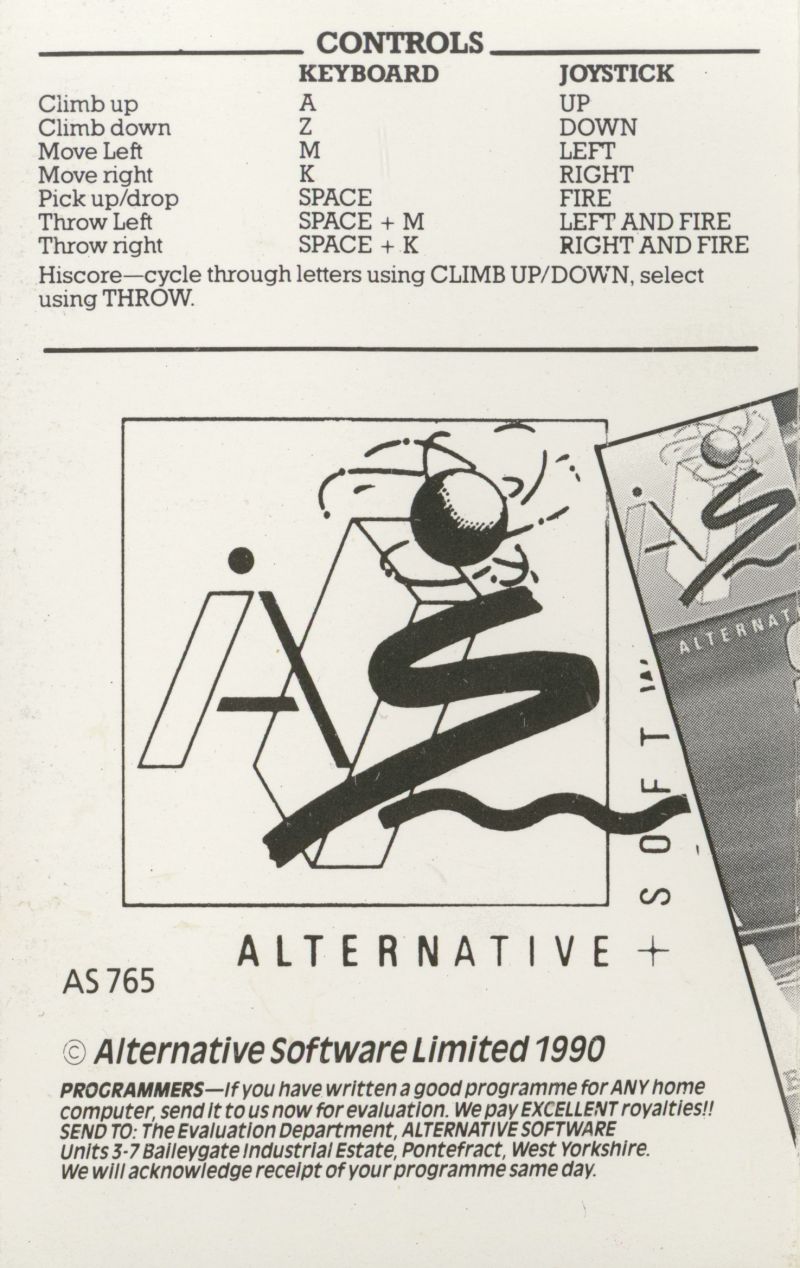 CONTROLS
KEYBOARD JOYSTICK
Climb up A UP
Climb down Z DOWN
Move Left M LEFT
Move right K RIGHT
Pick up/drop SPACE FIRE
Throw Left SPACE + M LEFT AND FIRE
Throw right SPACE + K RIGHT AND FIRE
Hiscore—cycle through letters using CLIMB UP/DOWN, select
using THROW.
ALTERNAT
SOFT
ALTERNATIVE +
AS 765
© Alternative Software Limited 1990
PROGRAMMERS—If you have written a good programme for ANY home
computer, send it to us now for evaluation. We pay EXCELLENT royalties!!
SEND TO: The Evaluation Department, ALTERNATIVE SOFTWARE
Units 3-7 Baileygate Industrial Estate, Pontefract, West Yorkshire.
We will acknowledge receipt of your programme same day.